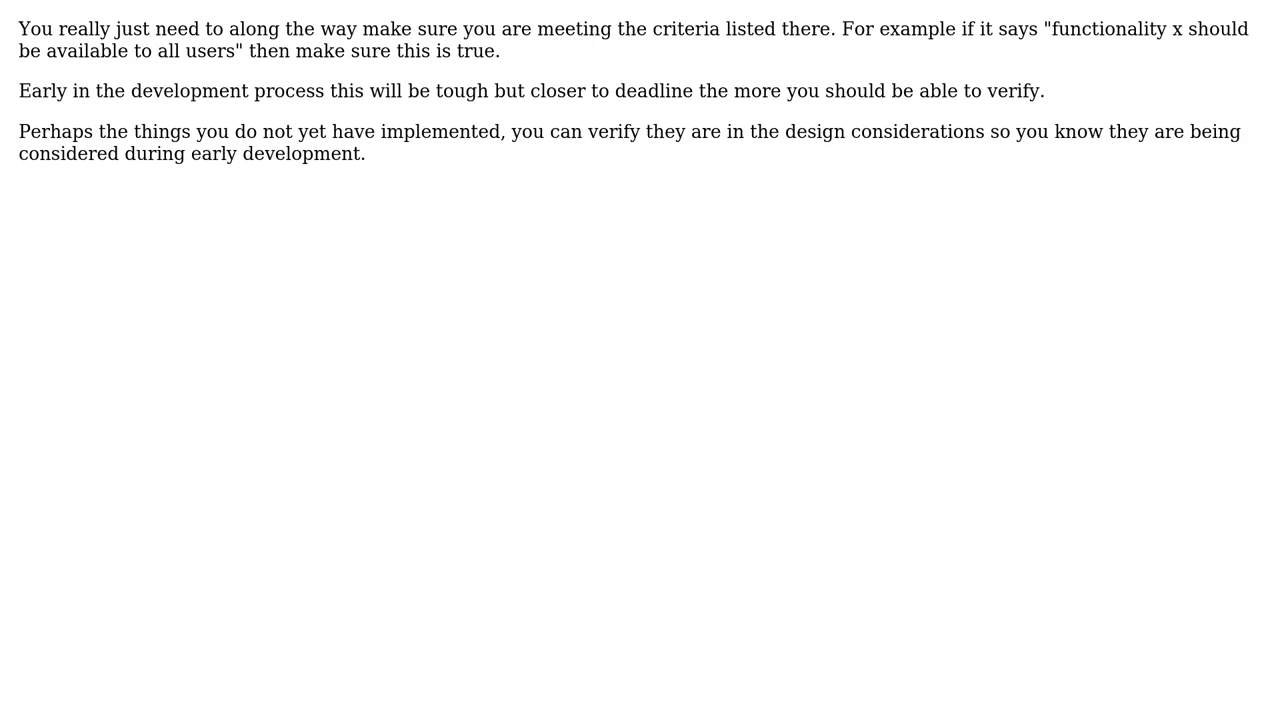 You really just need to along the way make sure you are meeting the criteria listed there. For example if it says "functionality x should
be available to all users" then make sure this is true.
Early in the development process this will be tough but closer to deadline the more you should be able to verify.
Perhaps the things you do not yet have implemented, you can verify they are in the design considerations so you know they are being
considered during early development.